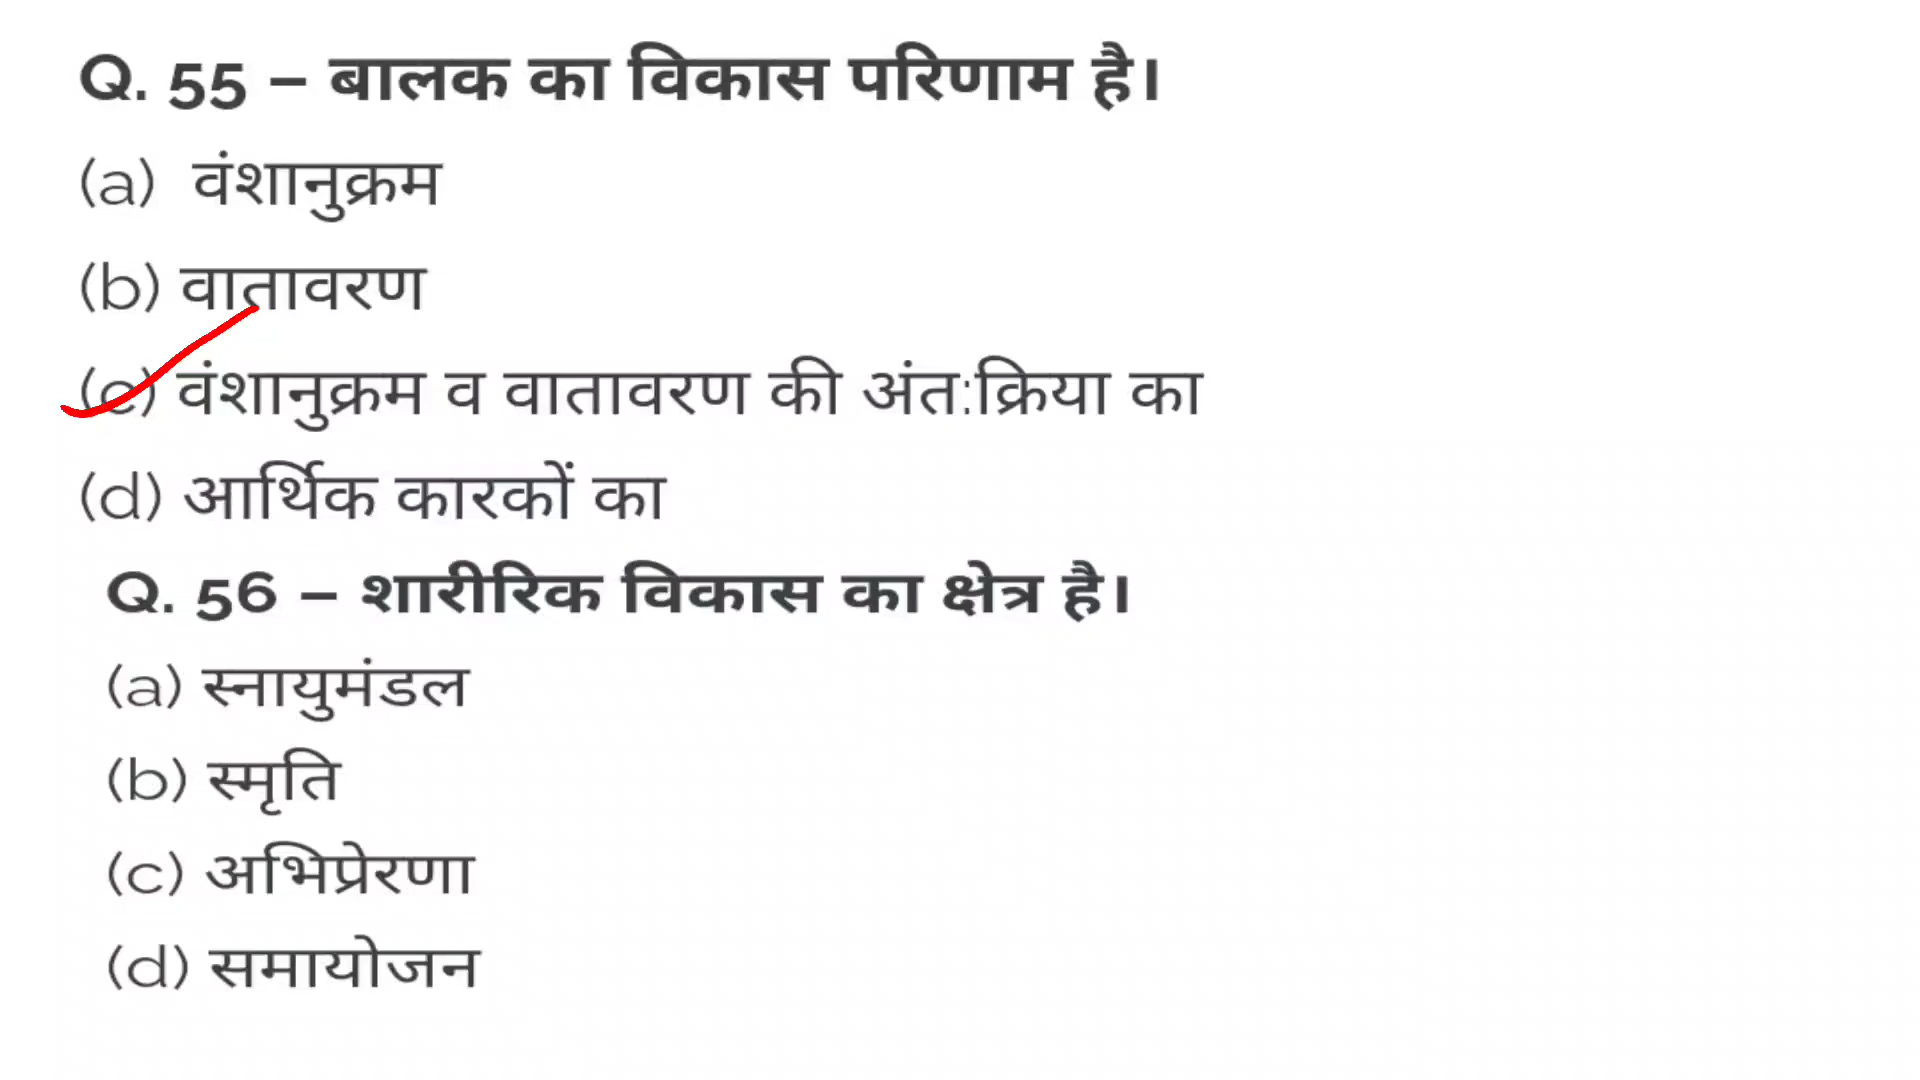 Q. 55 – बालक का विकास परिणाम है।
(a) वंशानुक्रम
(b) वातावरण
(c) वंशानुक्रम व वातावरण की अंत:क्रिया का
(d) आर्थिक कारकों का
Q. 56 – शारीरिक विकास का क्षेत्र है।
(a) स्नायुमंडल
(b) स्मृति
(c) अभिप्रेरणा
(d) समायोजन